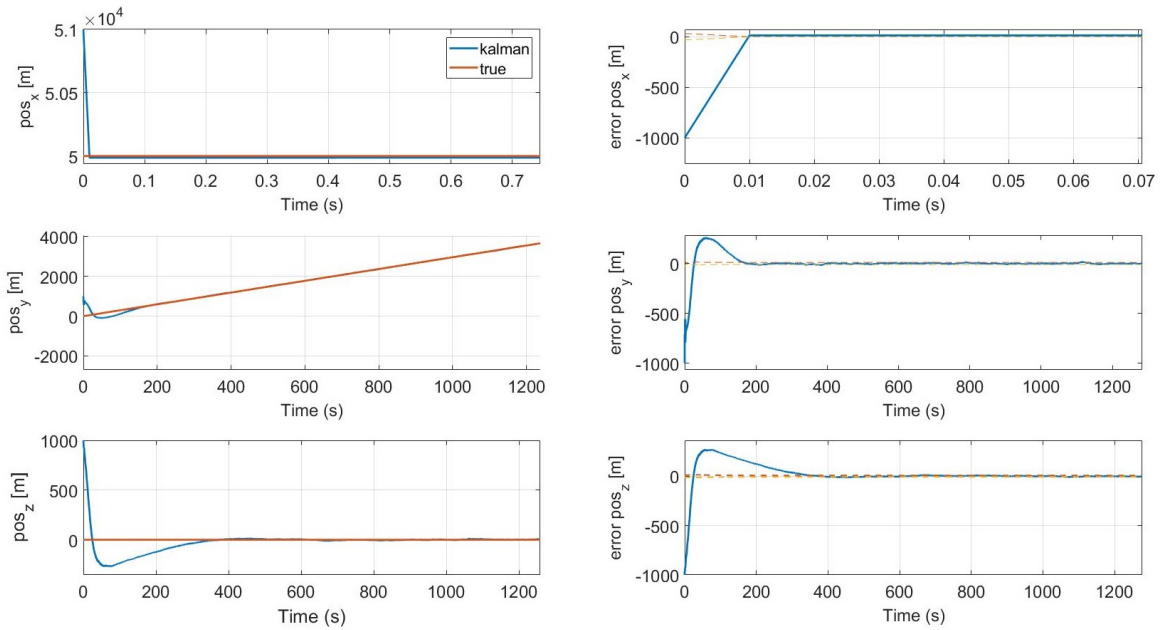 ×10⁴
5.1
5.05
5
pos_x [m]
kalman
true
0 0.1 0.2 0.3 0.4 0.5 0.6 0.7
Time (s)
0
-500
-1000
error pos_x [m]
0 0.01 0.02 0.03 0.04 0.05 0.06 0.07
Time (s)
4000
2000
0
-2000
pos_y [m]
0 200 400 600 800 1000 1200
Time (s)
0
-500
-1000
error pos_y [m]
0 200 400 600 800 1000 1200
Time (s)
1000
500
0
pos_z [m]
0 200 400 600 800 1000 1200
Time (s)
0
-500
-1000
error pos_z [m]
0 200 400 600 800 1000 1200
Time (s)